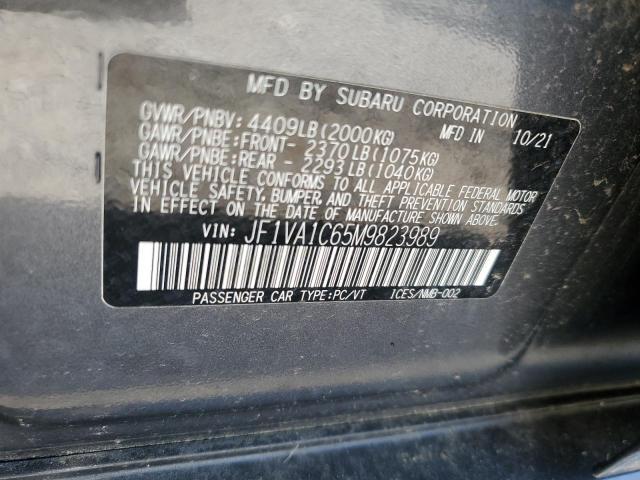 MFD BY SUBARU CORPORATION
GVWR/PNBV: 4409LB(2000KG) MFD IN 10/21
GAWR/PNBE:FRONT- 2370LB(1075KG)
GAWR/PNBE:REAR - 2293LB(1040KG)
THIS VEHICLE CONFORMS TO ALL APPLICABLE FEDERAL MOTOR
VEHICLE SAFETY, BUMPER, AND THEFT PREVENTION STANDARDS
IN EFFECT ON THE DATE OF MANUFACTURE SHOWN ABOVE.
VIN: JF1VA1C65M9823989
PASSENGER CAR TYPE:PC/VT ICES/NMB-002